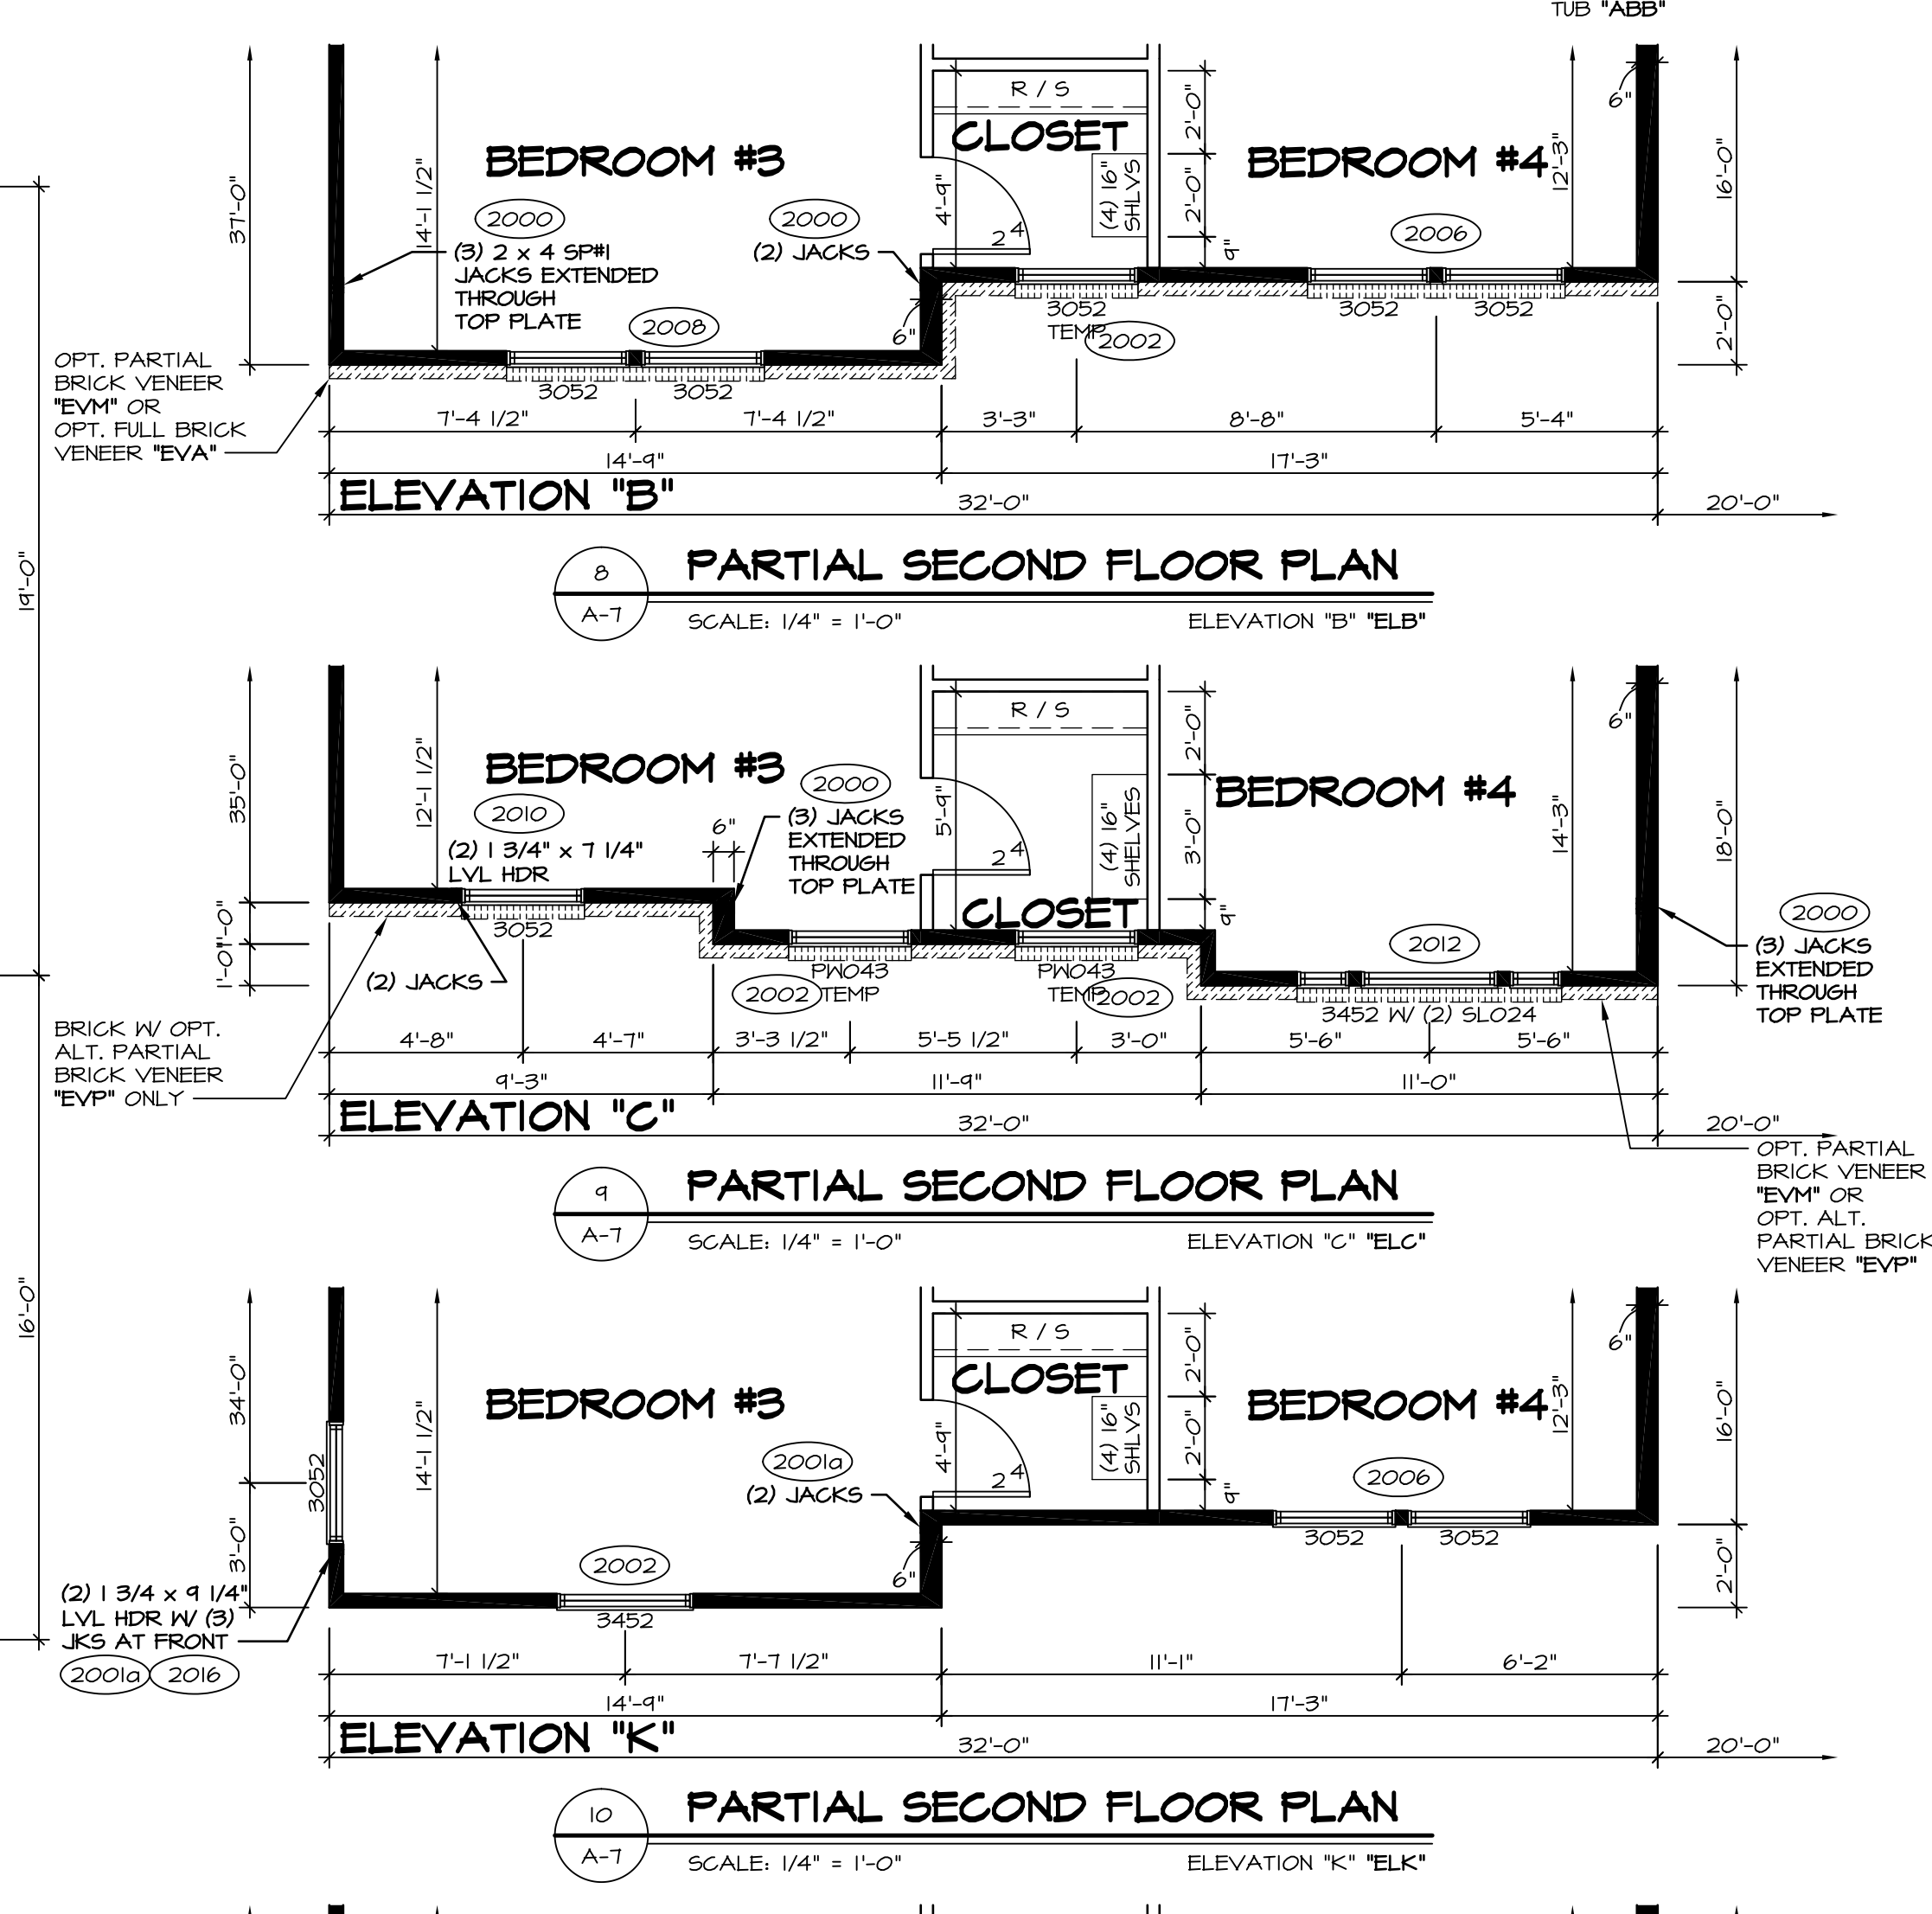 TUB "ABB"
R / S
CLOSET
BEDROOM #3
BEDROOM #4
(4) 16"
SHLVS
2'-0"
2'-0"
9"
4'-9"
2 4
12'-3"
6"
16'-0"
2'-0"
37'-0"
14'-1 1/2"
2000
(3) 2 x 4 SP#1
JACKS EXTENDED
THROUGH
TOP PLATE
2000
(2) JACKS
2006
2008
6"
3052
TEMP
2002
3052
3052
3052
3052
OPT. PARTIAL
BRICK VENEER
"EVM" OR
OPT. FULL BRICK
VENEER "EVA"
7'-4 1/2"
7'-4 1/2"
3'-3"
8'-8"
5'-4"
14'-9"
17'-3"
ELEVATION "B"
32'-0"
20'-0"
19'-0"
8
A-7
PARTIAL SECOND FLOOR PLAN
SCALE: 1/4" = 1'-0"
ELEVATION "B" "ELB"
R / S
6"
2'-0"
35'-0"
12'-1 1/2"
BEDROOM #3
BEDROOM #4
2000
(3) JACKS
EXTENDED
THROUGH
TOP PLATE
2010
(2) 1 3/4" x 7 1/4"
LVL HDR
6"
5'-9"
2 4
(4) 16"
SHELVES
3'-0"
9"
14'-3"
18'-0"
CLOSET
1'-0"
1'-0"
3052
(2) JACKS
2012
2000
(3) JACKS
EXTENDED
THROUGH
TOP PLATE
PW043
TEMP
2002
PW043
TEMP
2002
3452 W/ (2) SL024
BRICK W/ OPT.
ALT. PARTIAL
BRICK VENEER
"EVP" ONLY
4'-8"
4'-7"
3'-3 1/2"
5'-5 1/2"
3'-0"
5'-6"
5'-6"
9'-3"
11'-9"
11'-0"
ELEVATION "C"
32'-0"
20'-0"
OPT. PARTIAL
BRICK VENEER
"EVM" OR
OPT. ALT.
PARTIAL BRICK
VENEER "EVP"
9
A-7
PARTIAL SECOND FLOOR PLAN
SCALE: 1/4" = 1'-0"
ELEVATION "C" "ELC"
16'-0"
R / S
CLOSET
6"
34'-0"
14'-1 1/2"
BEDROOM #3
BEDROOM #4
2'-0"
2'-0"
(4) 16"
SHLVS
9"
4'-9"
2 4
12'-3"
16'-0"
2'-0"
3052
3'-0"
2001a
(2) JACKS
2006
2002
6"
3052
3052
3452
(2) 1 3/4 x 9 1/4"
LVL HDR W/ (3)
JKS AT FRONT
2001a
2016
7'-1 1/2"
7'-7 1/2"
11'-1"
6'-2"
14'-9"
17'-3"
ELEVATION "K"
32'-0"
20'-0"
10
A-7
PARTIAL SECOND FLOOR PLAN
SCALE: 1/4" = 1'-0"
ELEVATION "K" "ELK"